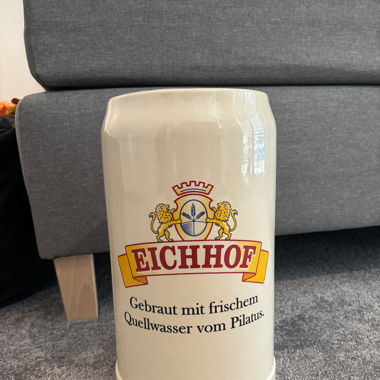 EICHHOF
Gebraut mit frischem
Quellwasser vom Pilatus.